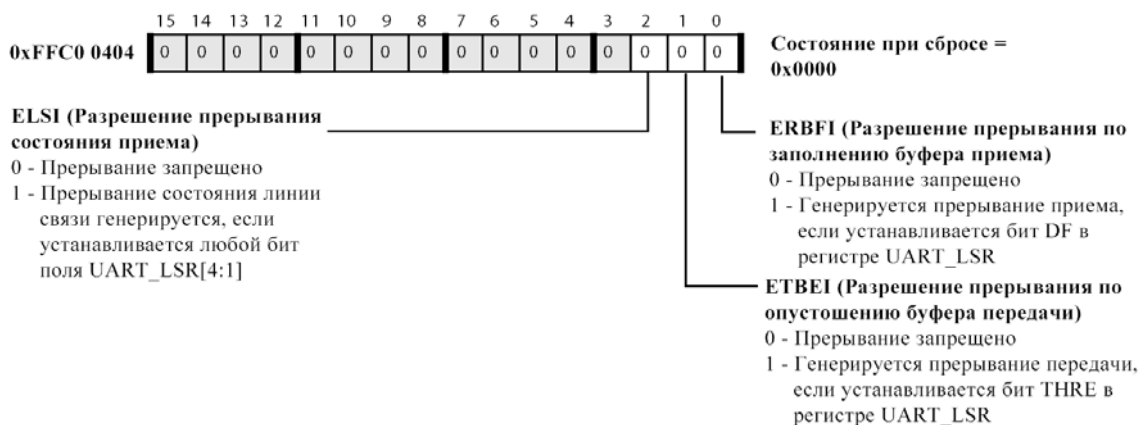 15 14 13 12 11 10 9 8 7 6 5 4 3 2 1 0
0xFFC0 0404 0 0 0 0 0 0 0 0 0 0 0 0 0 0 0 0
Состояние при сбросе =
0x0000
ELSI (Разрешение прерывания
состояния приема)
0 - Прерывание запрещено
1 - Прерывание состояния линии
связи генерируется, если
устанавливается любой бит
поля UART_LSR[4:1]
ERBFI (Разрешение прерывания по
заполнению буфера приема)
0 - Прерывание запрещено
1 - Генерируется прерывание приема,
если устанавливается бит DF в
регистре UART_LSR
ETBEI (Разрешение прерывания по
опустошению буфера передачи)
0 - Прерывание запрещено
1 - Генерируется прерывание передачи,
если устанавливается бит THRE в
регистре UART_LSR